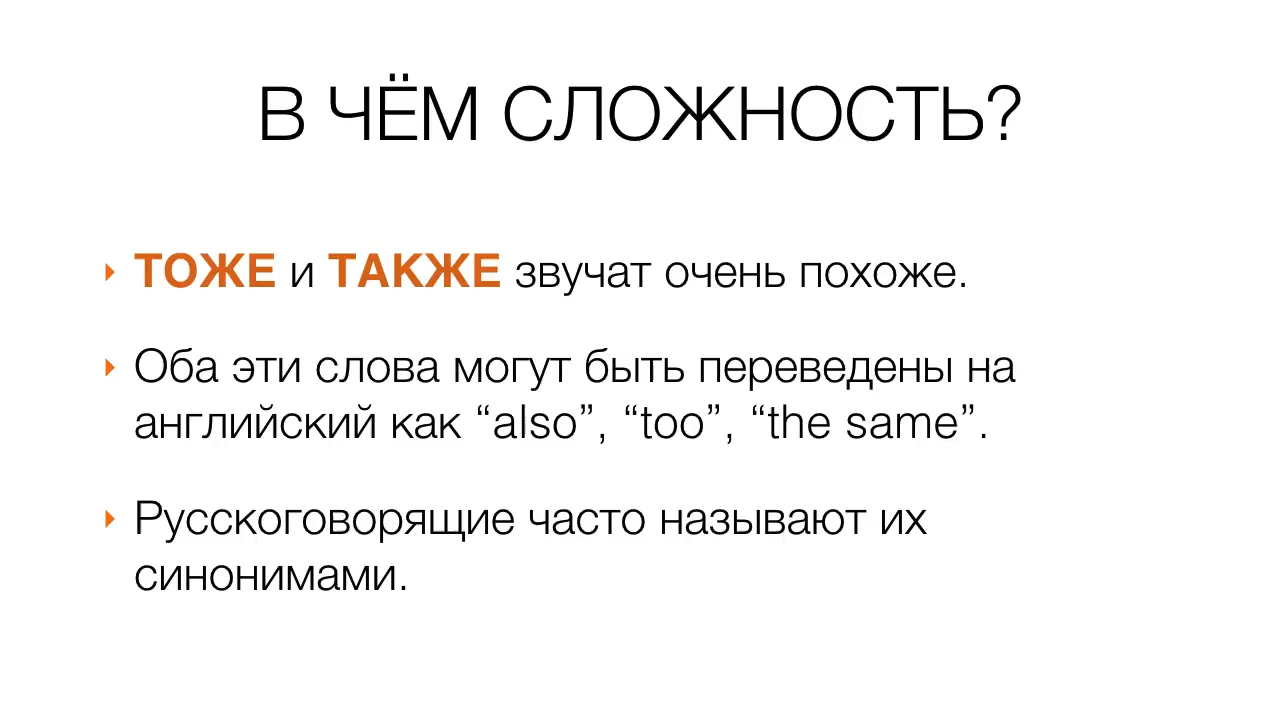 В ЧЁМ СЛОЖНОСТЬ?
‣ ТОЖЕ и ТАКЖЕ звучат очень похоже.
‣ Оба эти слова могут быть переведены на
английский как “also”, “too”, “the same”.
‣ Русскоговорящие часто называют их
синонимами.